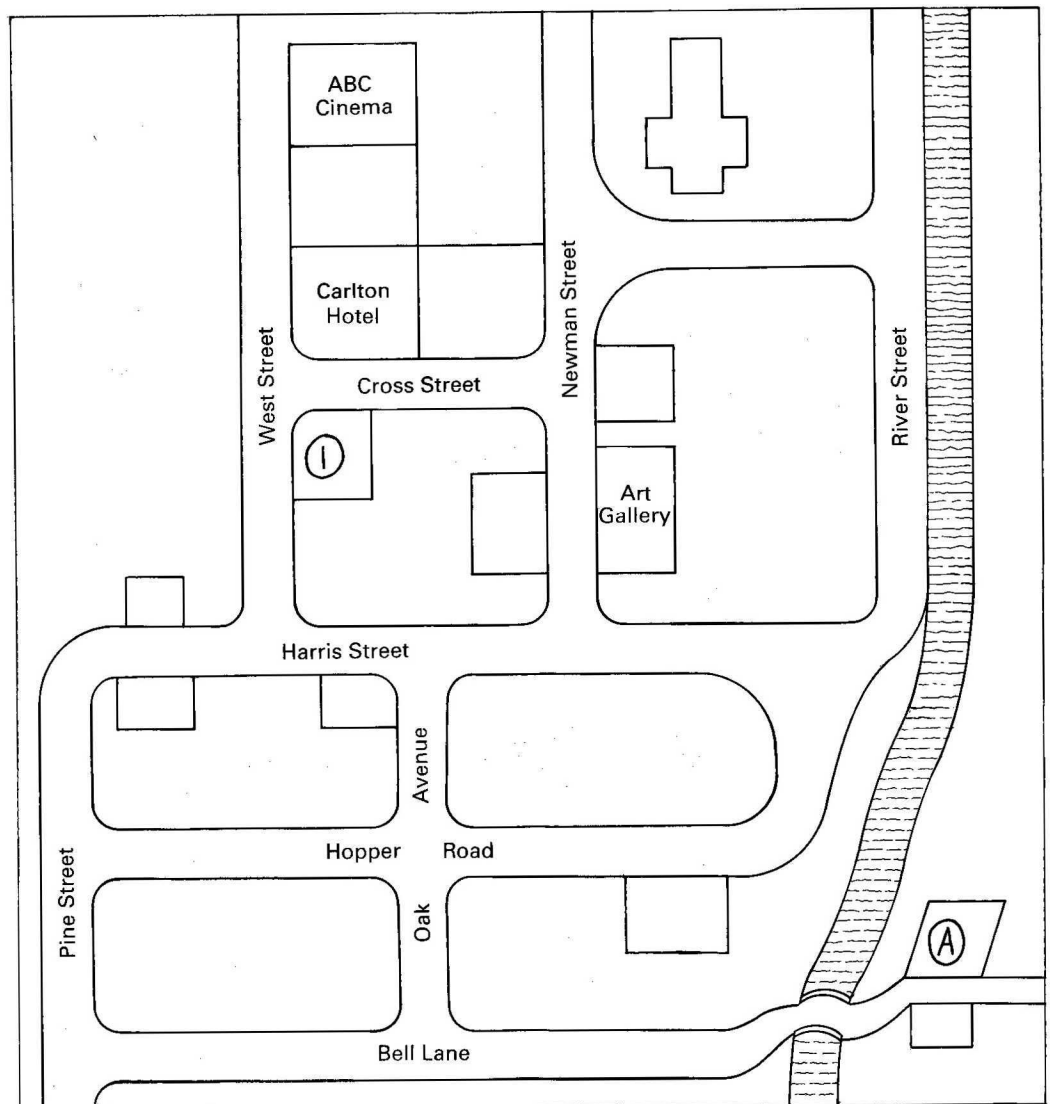 ABC
Cinema
Carlton
Hotel
West Street
Cross Street
Newman Street
River Street
1
Art
Gallery
Harris Street
Avenue
Hopper Road
Pine Street
Oak
A
Bell Lane